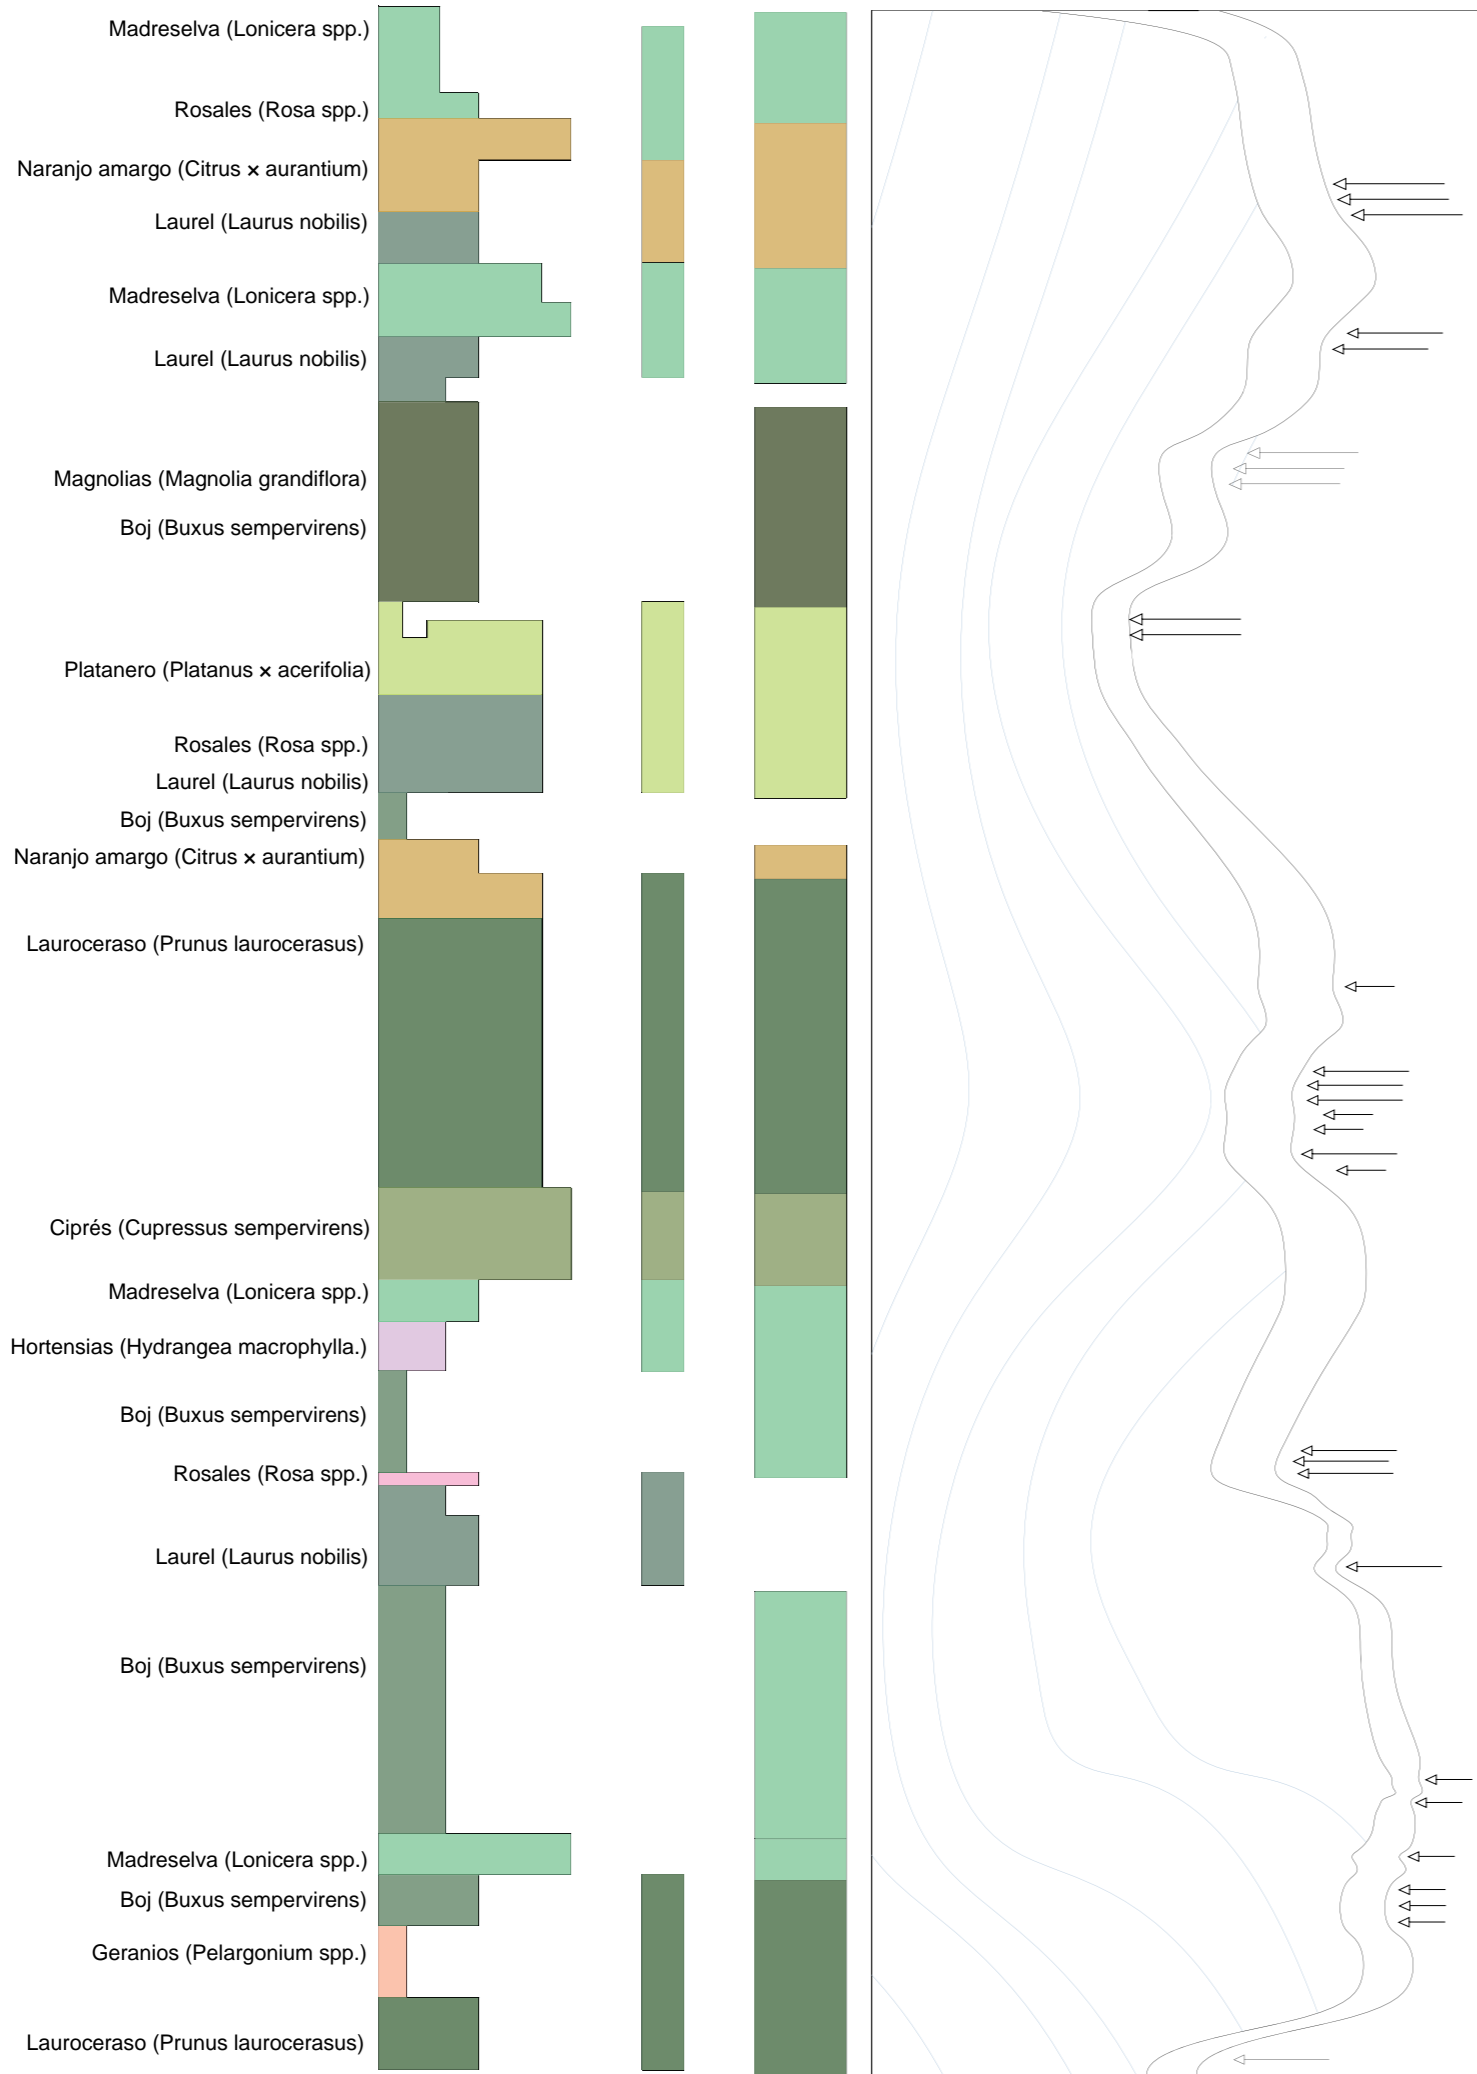 Madreselva (Lonicera spp.)
Rosales (Rosa spp.)
Naranjo amargo (Citrus × aurantium)
Laurel (Laurus nobilis)
Madreselva (Lonicera spp.)
Laurel (Laurus nobilis)
Magnolias (Magnolia grandiflora)
Boj (Buxus sempervirens)
Platanero (Platanus × acerifolia)
Rosales (Rosa spp.)
Laurel (Laurus nobilis)
Boj (Buxus sempervirens)
Naranjo amargo (Citrus × aurantium)
Lauroceraso (Prunus laurocerasus)
Ciprés (Cupressus sempervirens)
Madreselva (Lonicera spp.)
Hortensias (Hydrangea macrophylla.)
Boj (Buxus sempervirens)
Rosales (Rosa spp.)
Laurel (Laurus nobilis)
Boj (Buxus sempervirens)
Madreselva (Lonicera spp.)
Boj (Buxus sempervirens)
Geranios (Pelargonium spp.)
Lauroceraso (Prunus laurocerasus)